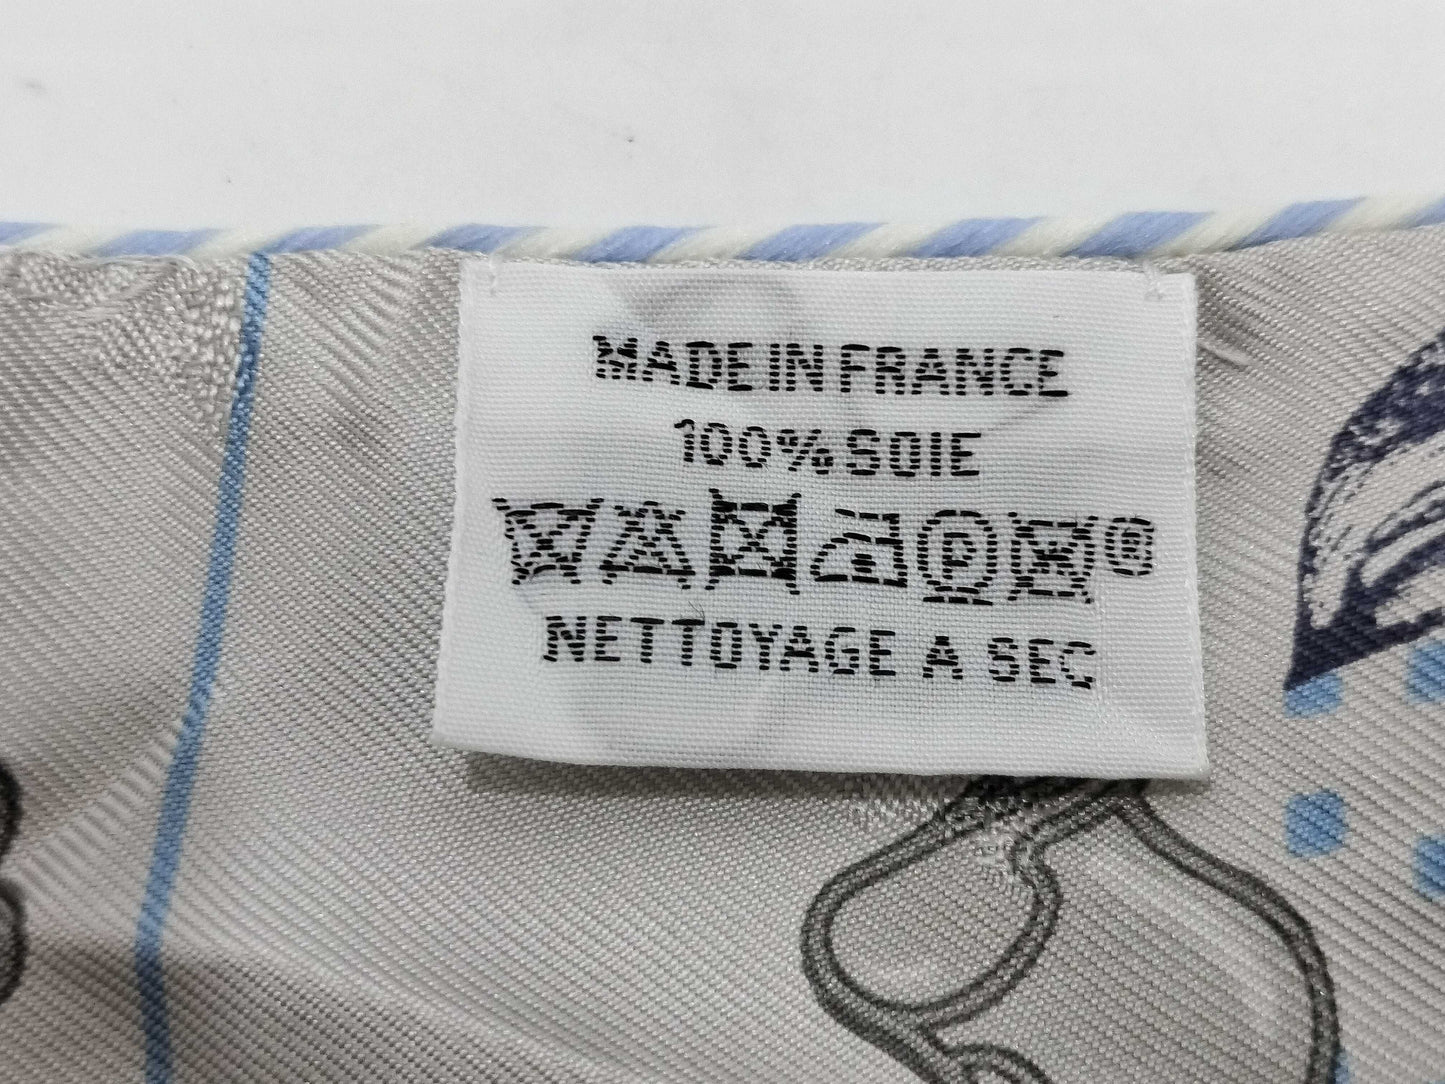 MADE IN FRANCE
100% SOIE
P ®
NETTOYAGE A SEC